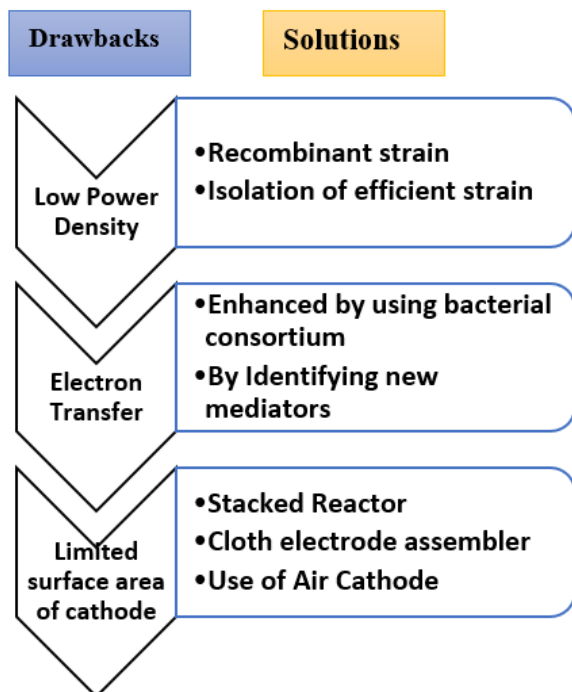 Drawbacks
Solutions
Low Power
Density
•Recombinant strain
•Isolation of efficient strain
Electron
Transfer
•Enhanced by using bacterial
consortium
•By Identifying new
mediators
Limited
surface area
of cathode
•Stacked Reactor
•Cloth electrode assembler
•Use of Air Cathode